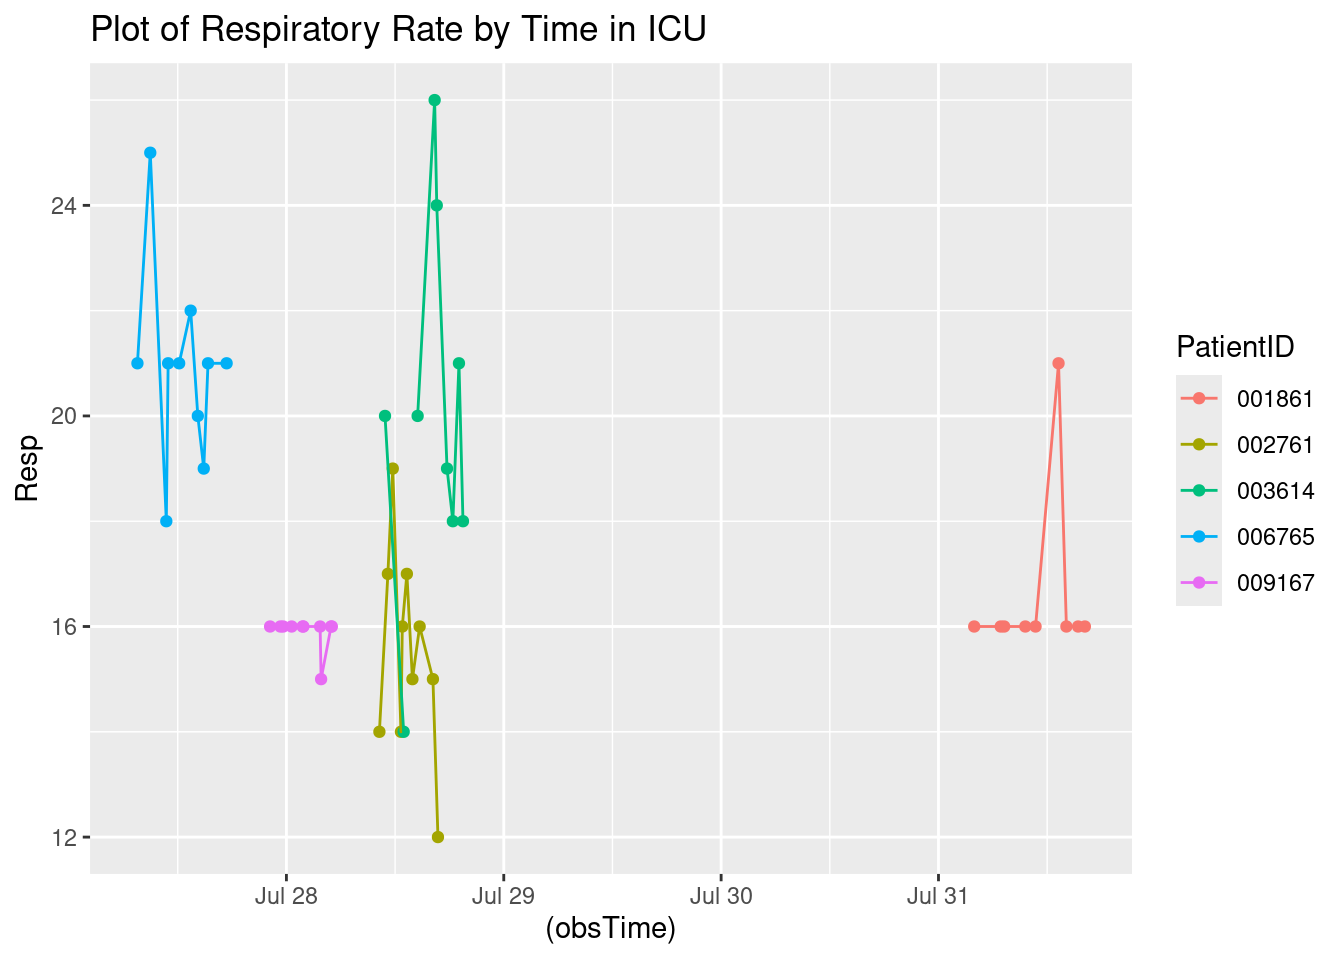 Plot of Respiratory Rate by Time in ICU
24
20
16
12
Resp
Jul 28
Jul 29
Jul 30
Jul 31
(obsTime)
PatientID
001861
002761
003614
006765
009167